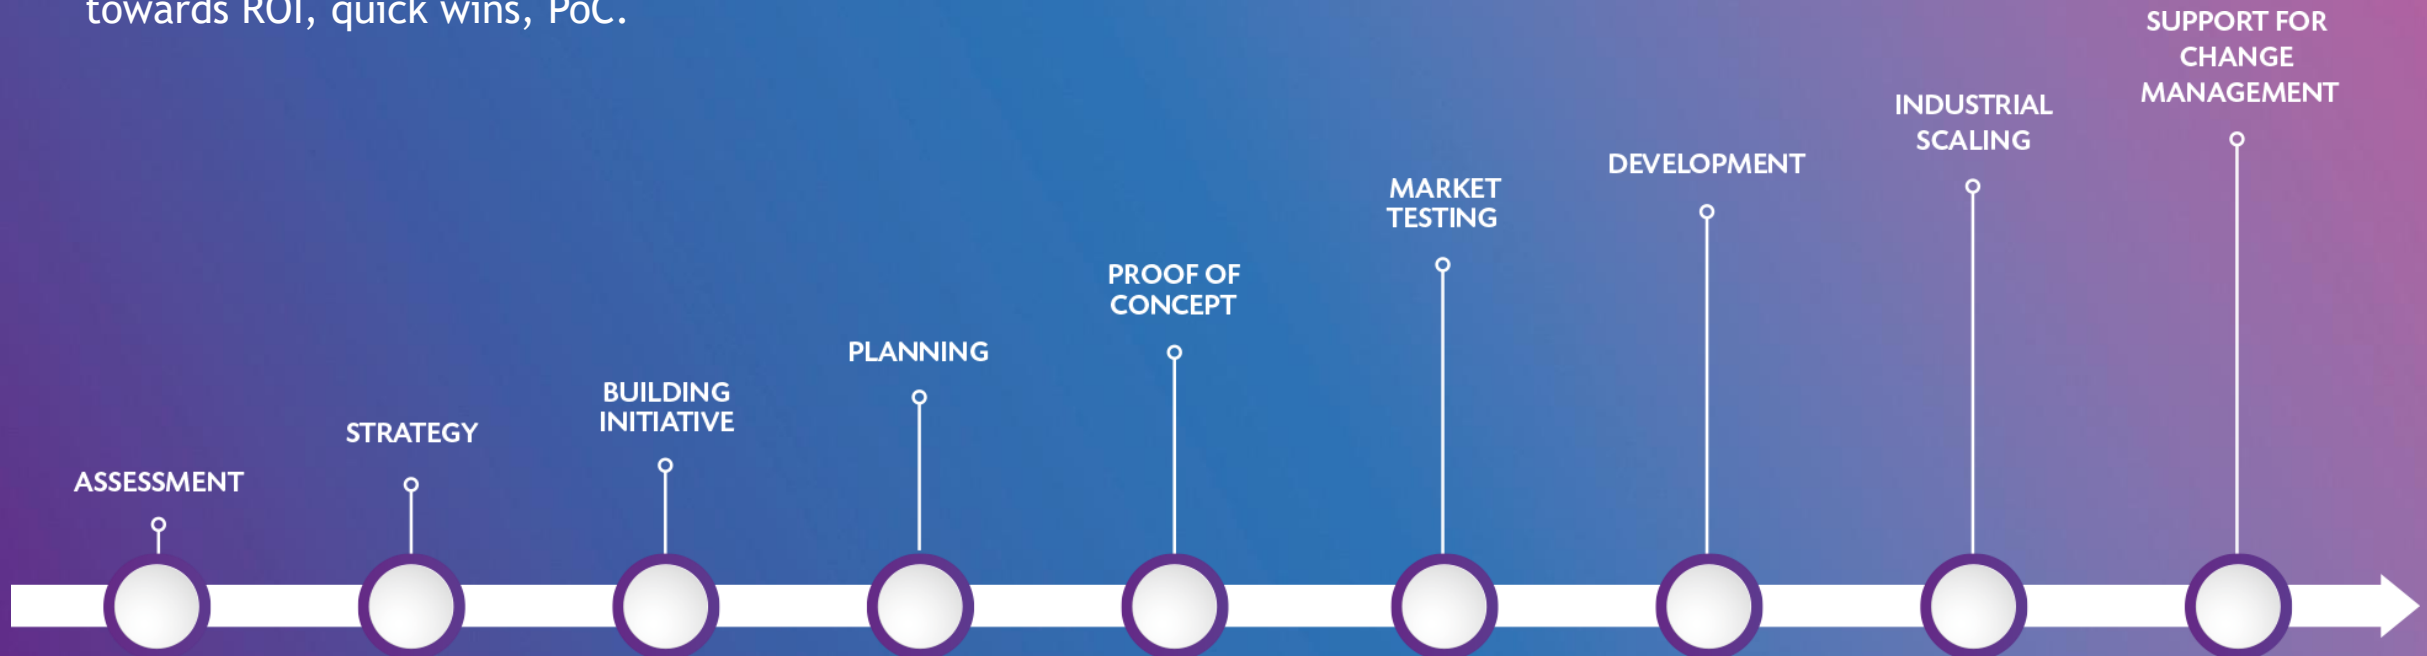 towards ROI, quick wins, PoC.
ASSESSMENT
STRATEGY
BUILDING
INITIATIVE
PLANNING
PROOF OF
CONCEPT
MARKET
TESTING
DEVELOPMENT
INDUSTRIAL
SCALING
SUPPORT FOR
CHANGE
MANAGEMENT